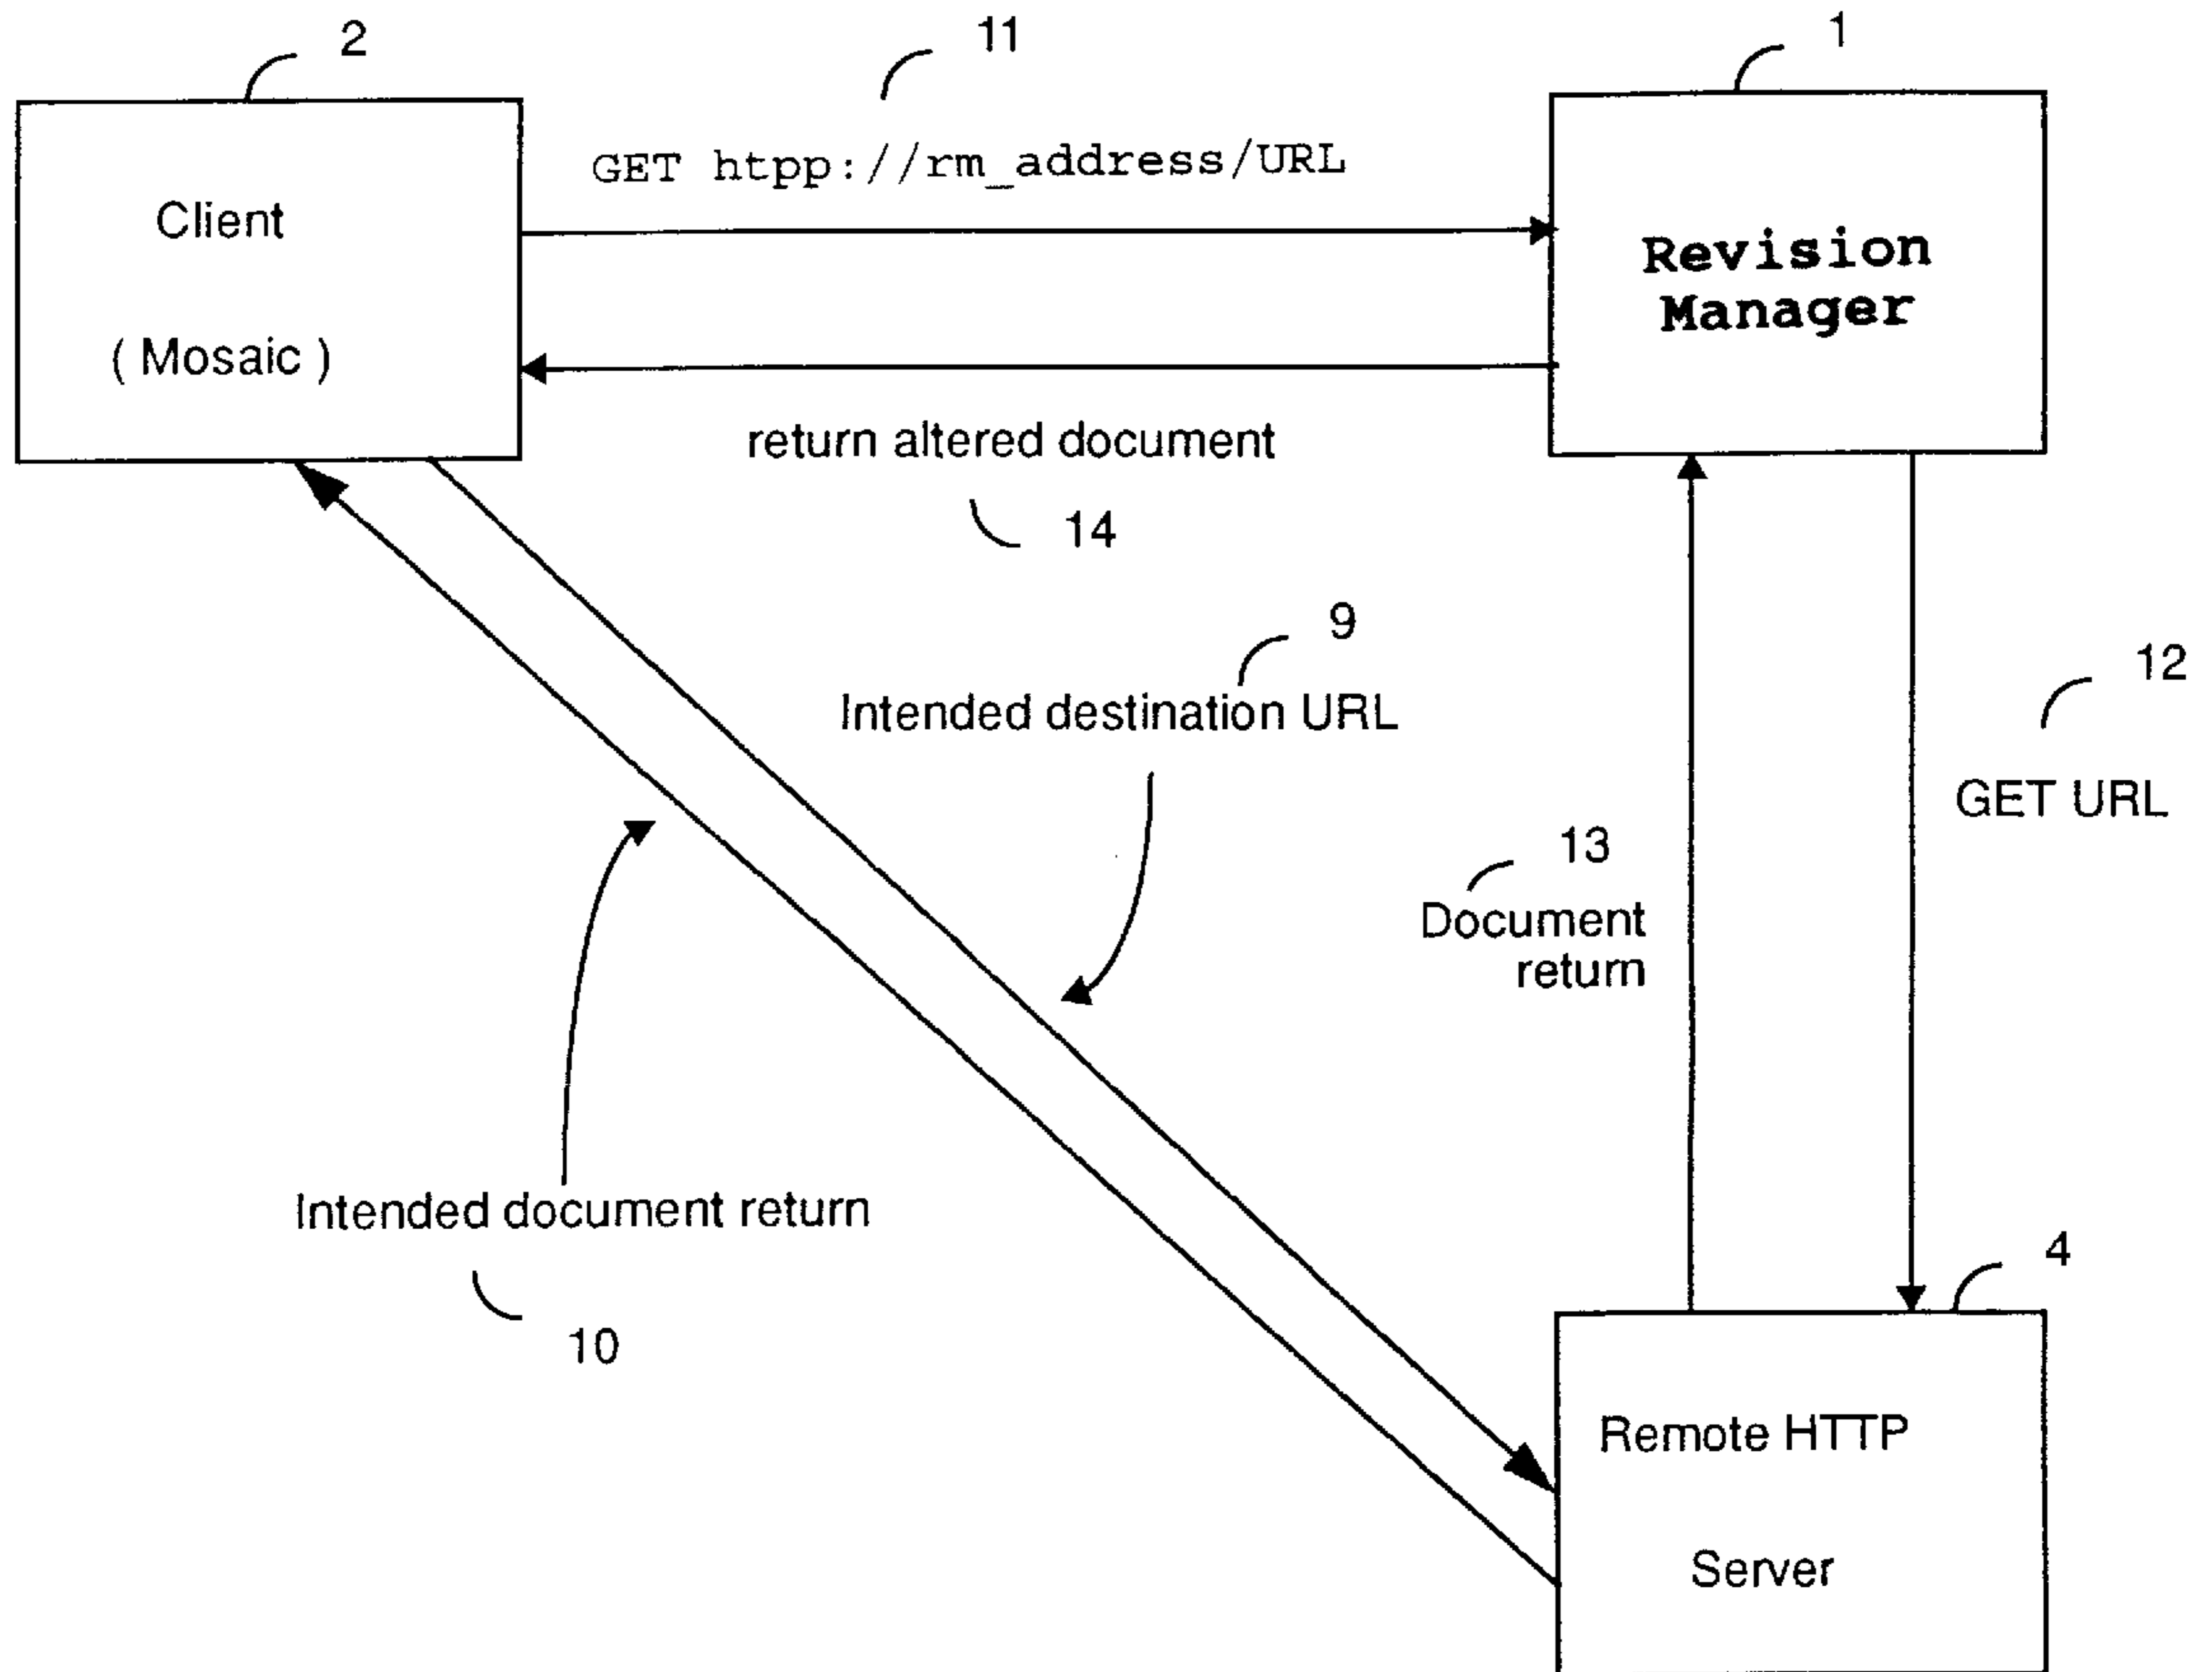 2
11
1
GET htpp://rm_address/URL
Client
( Mosaic )
Revision
Manager
return altered document
14
9
Intended destination URL
12
GET URL
13
Document
return
Intended document return
10
4
Remote HTTP
Server